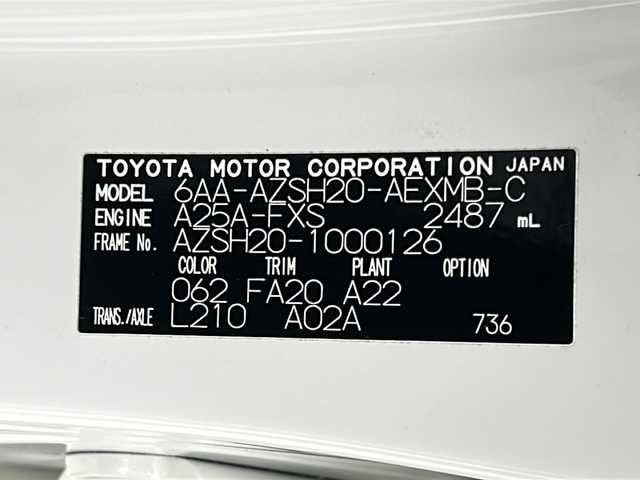 TOYOTA MOTOR CORPORATION JAPAN
MODEL 6AA-AZSH20-AEXMB-C
ENGINE A25A-FXS 2487 mL
FRAME No. AZSH20-1000126
COLOR TRIM PLANT OPTION
062 FA20 A22
TRANS./AXLE L210 A02A 736